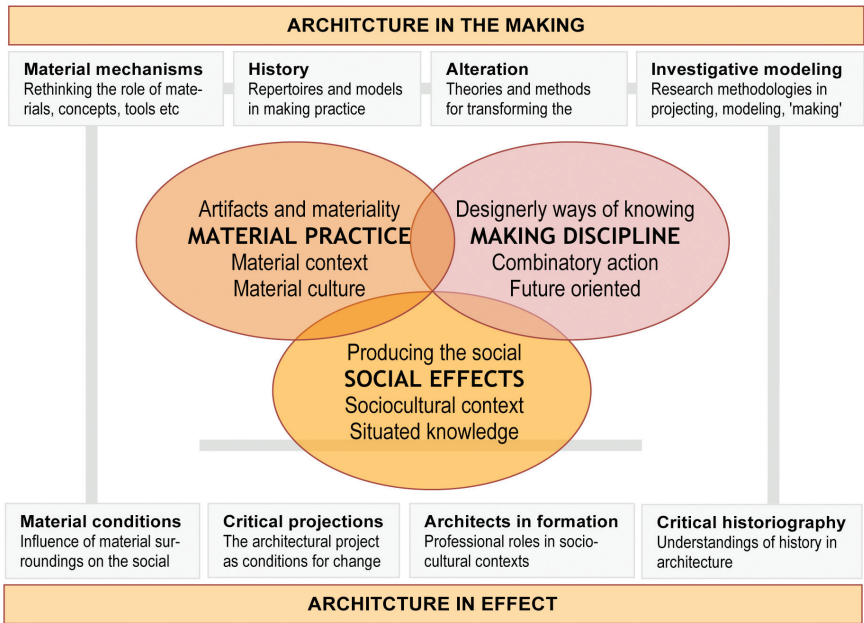 ARCHITCTURE IN THE MAKING
Material mechanisms
Rethinking the role of mate-
rials, concepts, tools etc
History
Repertoires and models
in making practice
Alteration
Theories and methods
for transforming the
Investigative modeling
Research methodologies in
projecting, modeling, 'making'
Artifacts and materiality
MATERIAL PRACTICE
Material context
Material culture
Designerly ways of knowing
MAKING DISCIPLINE
Combinatory action
Future oriented
Producing the social
SOCIAL EFFECTS
Sociocultural context
Situated knowledge
Material conditions
Influence of material sur-
roundings on the social
Critical projections
The architectural project
as conditions for change
Architects in formation
Professional roles in socio-
cultural contexts
Critical historiography
Understandings of history in
architecture
ARCHITCTURE IN EFFECT